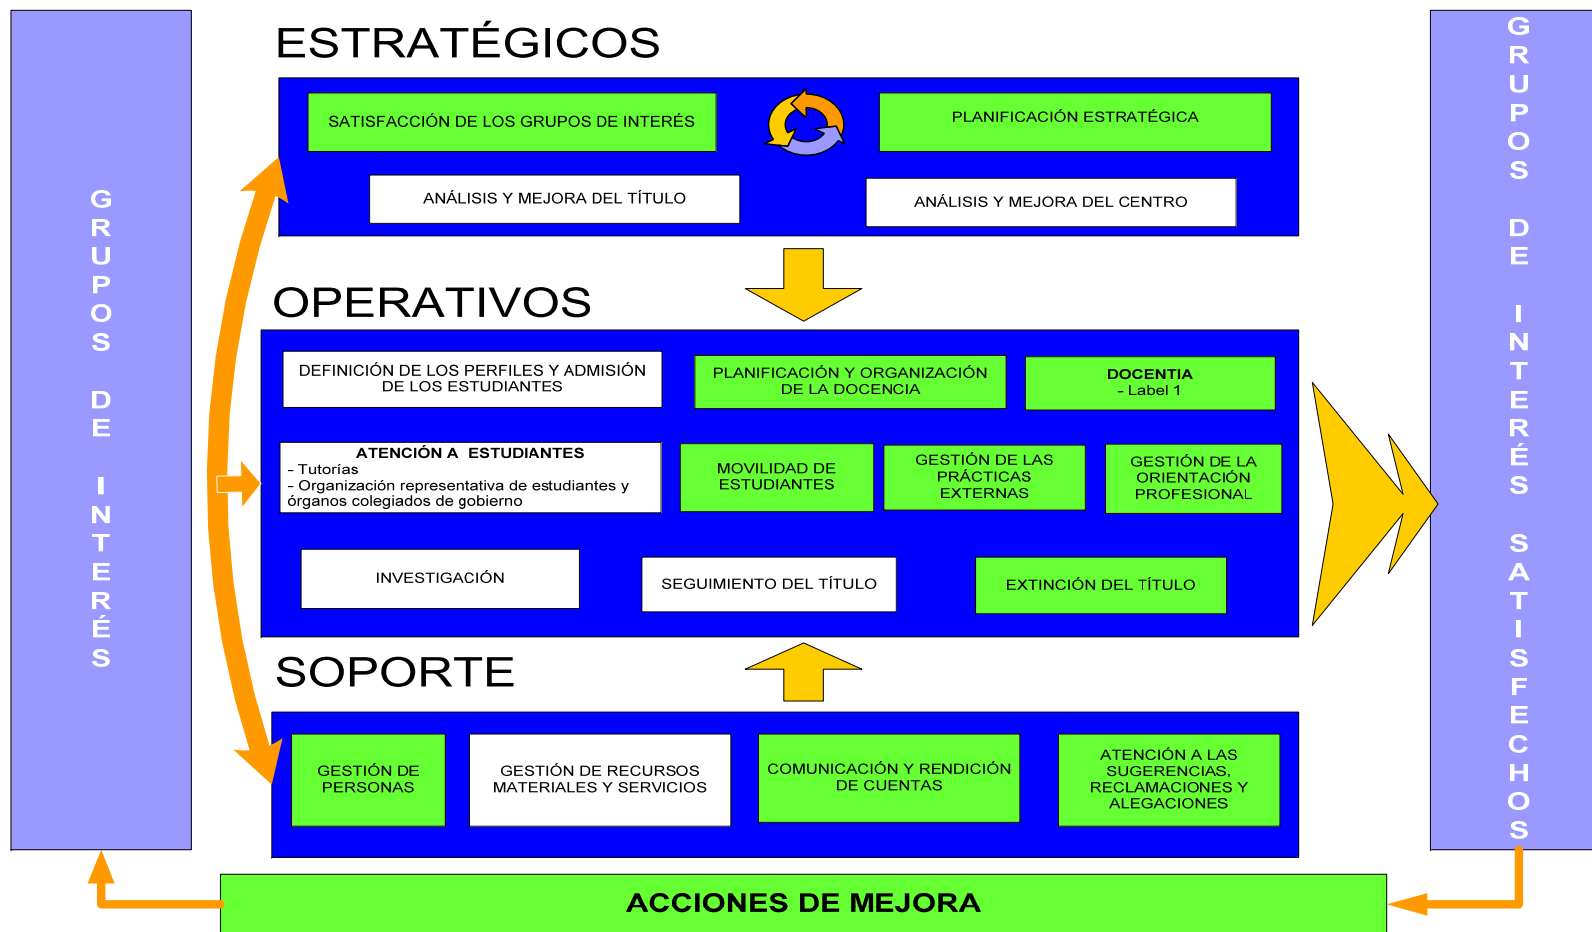 ESTRATÉGICOS
SATISFACCIÓN DE LOS GRUPOS DE INTERÉS
PLANIFICACIÓN ESTRATÉGICA
ANÁLISIS Y MEJORA DEL TÍTULO
ANÁLISIS Y MEJORA DEL CENTRO
GRUPOS DE INTERÉS
OPERATIVOS
DEFINICIÓN DE LOS PERFILES Y ADMISIÓN
DE LOS ESTUDIANTES
PLANIFICACIÓN Y ORGANIZACIÓN
DE LA DOCENCIA
DOCENTIA
- Label 1
ATENCIÓN A ESTUDIANTES
- Tutorías
- Organización representativa de estudiantes y
órganos colegiados de gobierno
MOVILIDAD DE
ESTUDIANTES
GESTIÓN DE LAS
PRÁCTICAS
EXTERNAS
GESTIÓN DE LA
ORIENTACIÓN
PROFESIONAL
INVESTIGACIÓN
SEGUIMIENTO DEL TÍTULO
EXTINCIÓN DEL TÍTULO
SOPORTE
GESTIÓN DE
PERSONAS
GESTIÓN DE RECURSOS
MATERIALES Y SERVICIOS
COMUNICACIÓN Y RENDICIÓN
DE CUENTAS
ATENCIÓN A LAS
SUGERENCIAS,
RECLAMACIONES Y
ALEGACIONES
GRUPOS DE INTERÉS SATISFECHOS
ACCIONES DE MEJORA